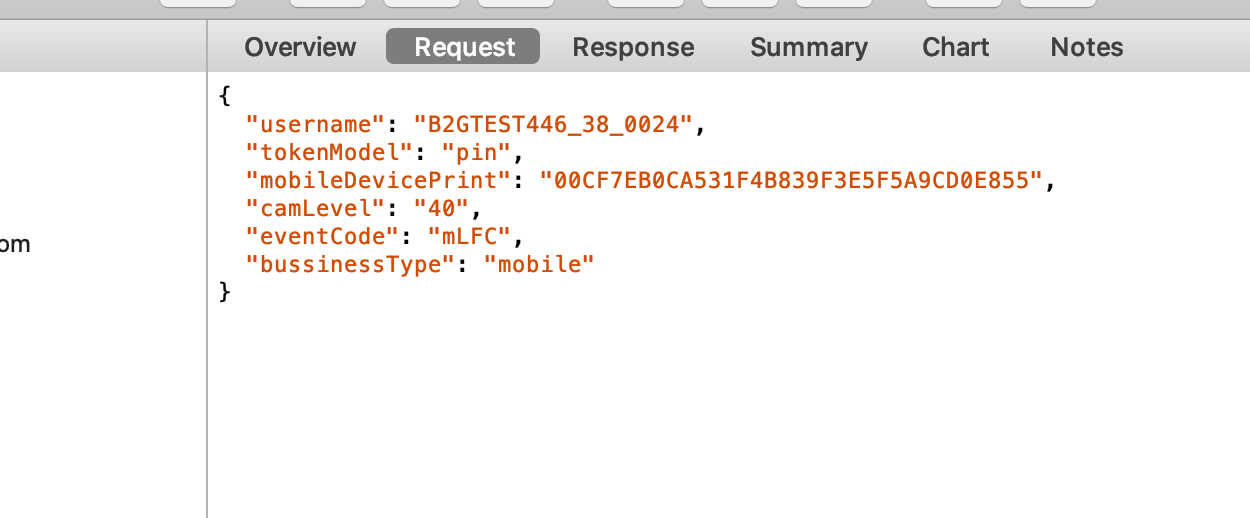 Overview Request Response Summary Chart Notes
{
"username": "B2GTEST446_38_0024",
"tokenModel": "pin",
"mobileDevicePrint": "00CF7EB0CA531F4B839F3E5F5A9CD0E855",
"camLevel": "40",
om
"eventCode": "mLFC",
"bussinessType": "mobile"
}